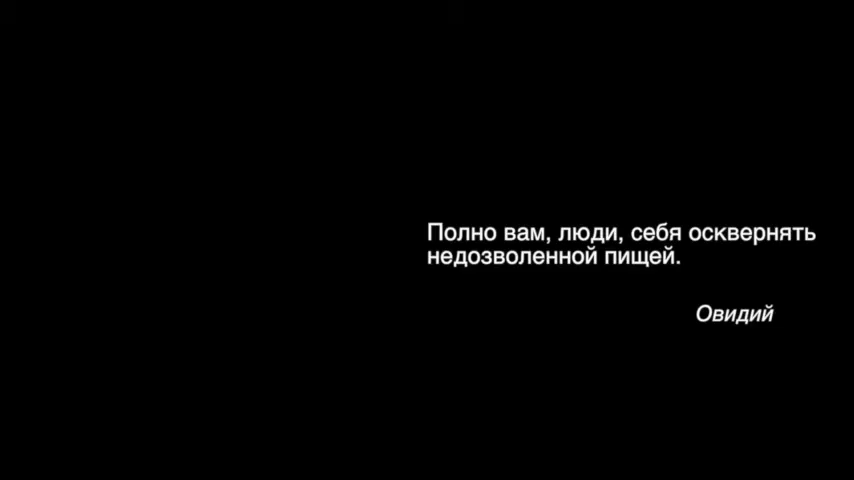 Полно вам, люди, себя осквернять
недозволенной пищей.
Овидий